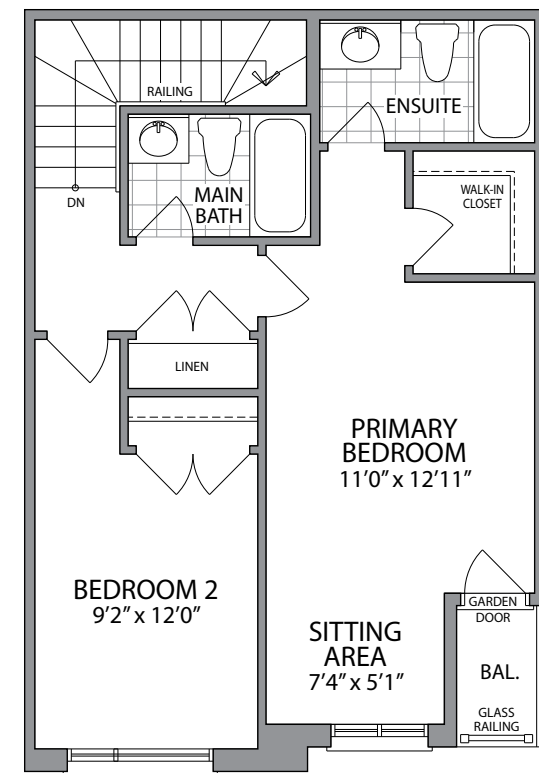 RAILING
ENSUITE
DN
MAIN
BATH
WALK-IN
CLOSET
LINEN
PRIMARY
BEDROOM
11'0" x 12'11"
BEDROOM 2
9'2" x 12'0"
SITTING
AREA
7'4" x 5'1"
GARDEN
DOOR
BAL.
GLASS
RAILING